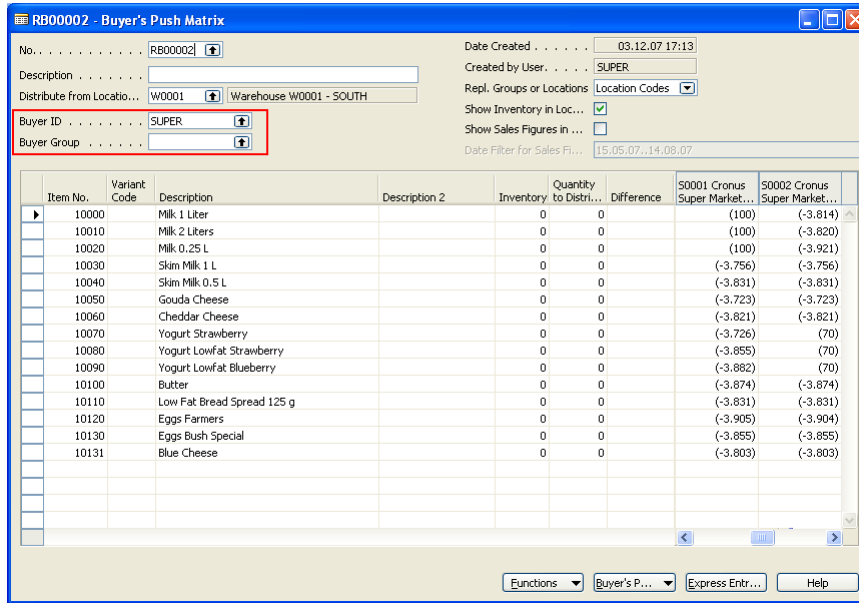 RB00002 - Buyer's Push Matrix
No. . . . . . . . . . . . . RB00002
Description . . . . . . .
Distribute from Locatio... W0001 Warehouse W0001 - SOUTH
Buyer ID . . . . . . . . SUPER
Buyer Group . . . . . .
Date Created . . . . . . 03.12.07 17:13
Created by User. . . . . SUPER
Repl. Groups or Locations Location Codes
Show Inventory in Loc...
Show Sales Figures in ...
Date Filter for Sales Fi... 15.05.07..14.08.07
Item No. Variant Code Description Description 2 Inventory Quantity to Distri... Difference S0001 Cronus Super Market... S0002 Cronus Super Market...
10000 Milk 1 Liter 0 0 (100) (-3.814)
10010 Milk 2 Liters 0 0 (100) (-3.820)
10020 Milk 0.25 L 0 0 (100) (-3.921)
10030 Skim Milk 1 L 0 0 (-3.756) (-3.756)
10040 Skim Milk 0.5 L 0 0 (-3.831) (-3.831)
10050 Gouda Cheese 0 0 (-3.723) (-3.723)
10060 Cheddar Cheese 0 0 (-3.821) (-3.821)
10070 Yogurt Strawberry 0 0 (-3.726) (70)
10080 Yogurt Lowfat Strawberry 0 0 (-3.855) (70)
10090 Yogurt Lowfat Blueberry 0 0 (-3.882) (70)
10100 Butter 0 0 (-3.874) (-3.874)
10110 Low Fat Bread Spread 125 g 0 0 (-3.831) (-3.831)
10120 Eggs Farmers 0 0 (-3.905) (-3.904)
10130 Eggs Bush Special 0 0 (-3.855) (-3.855)
10131 Blue Cheese 0 0 (-3.803) (-3.803)
Functions Buyer's P... Express Entr... Help